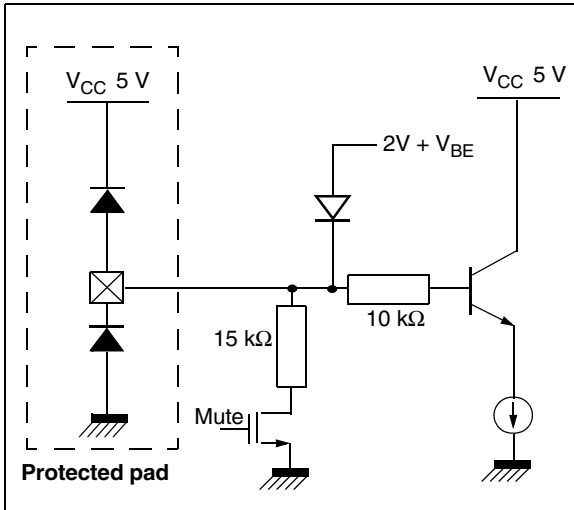 V_CC 5 V
V_CC 5 V
2V + V_BE
15 kΩ
10 kΩ
Mute
Protected pad